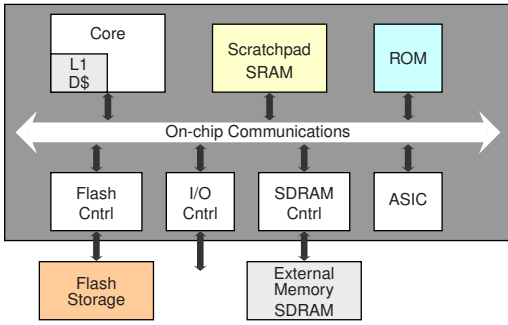 Core
L1
D$
Scratchpad
SRAM
ROM
On-chip Communications
Flash
Cntrl
I/O
Cntrl
SDRAM
Cntrl
ASIC
Flash
Storage
External
Memory
SDRAM